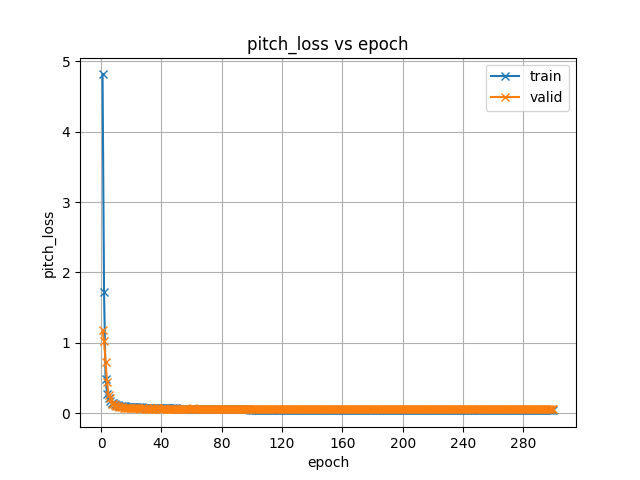 pitch_loss vs epoch
train
valid
5
4
3
2
1
0
pitch_loss
0 40 80 120 160 200 240 280
epoch